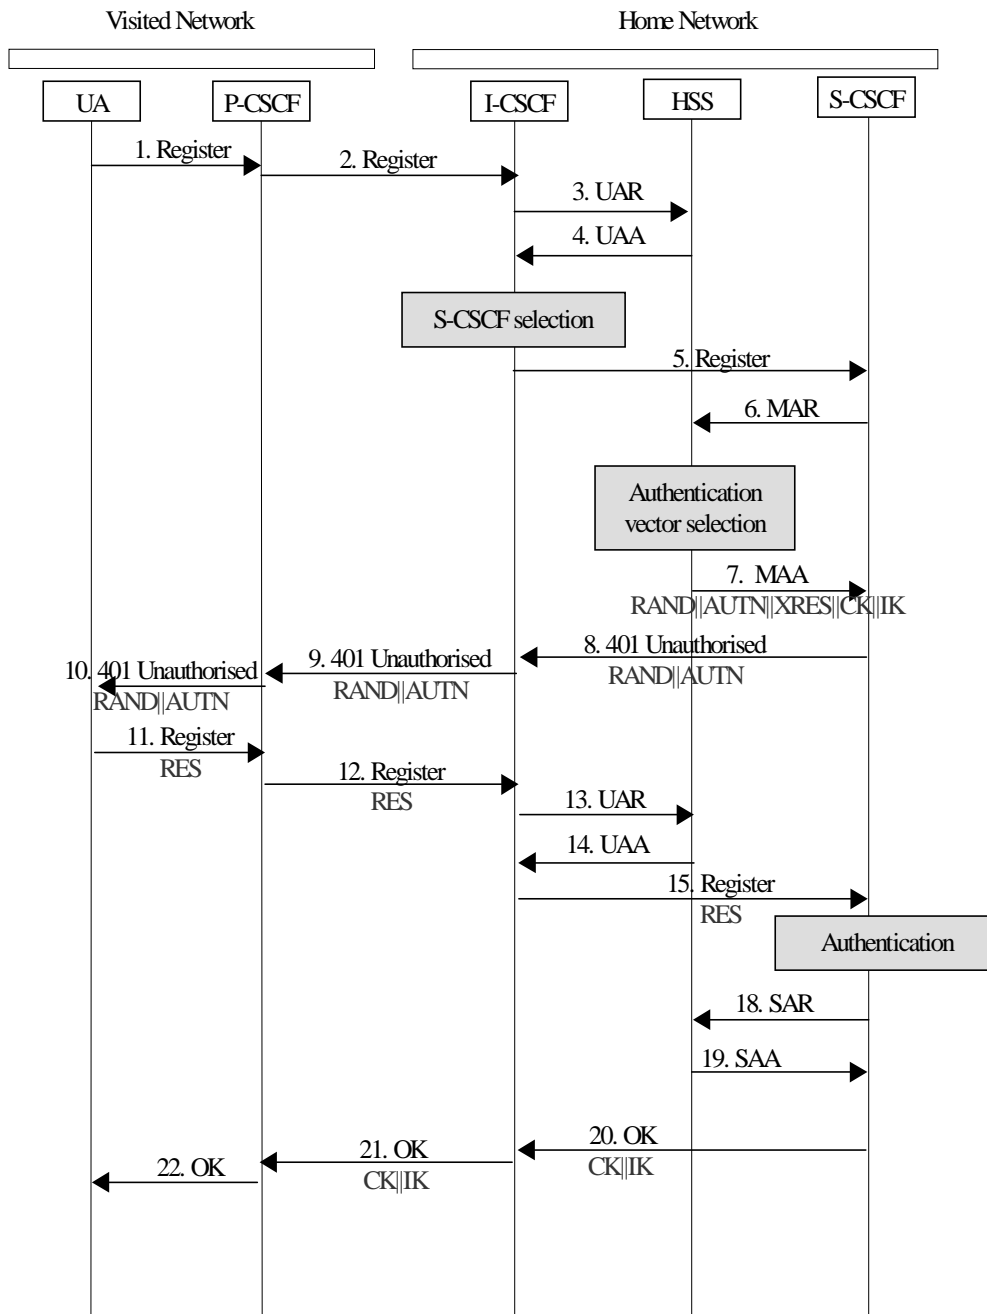 Visited Network
Home Network
UA
P-CSCF
I-CSCF
HSS
S-CSCF
1. Register
2. Register
3. UAR
4. UAA
S-CSCF selection
5. Register
6. MAR
Authentication
vector selection
7. MAA
RAND||AUTN||XRES||CK||IK
8. 401 Unauthorised
RAND||AUTN
9. 401 Unauthorised
RAND||AUTN
10. 401 Unauthorised
RAND||AUTN
11. Register
RES
12. Register
RES
13. UAR
14. UAA
15. Register
RES
Authentication
18. SAR
19. SAA
20. OK
CK||IK
21. OK
CK||IK
22. OK